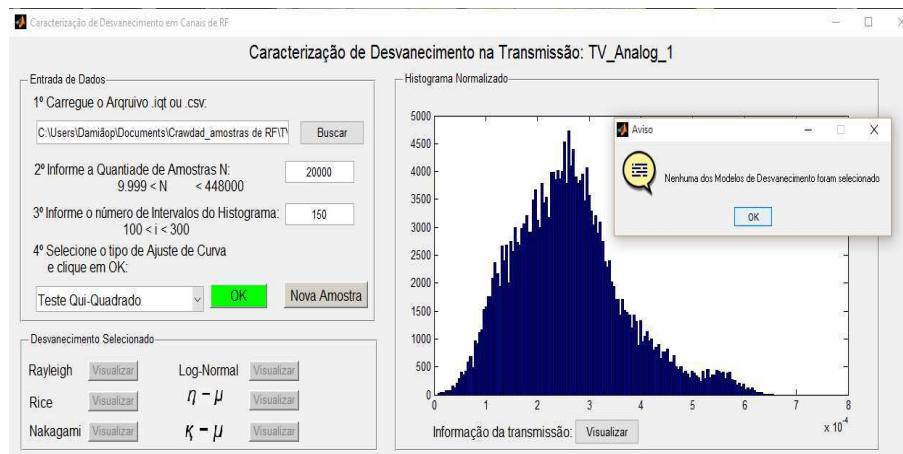 Caracterização de Desvanecimento em Canais de RF
Caracterização de Desvanecimento na Transmissão: TV_Analog_1
Entrada de Dados
1º Carregue o Arqruivo .iqt ou .csv:
C:\Users\Damiãop\Documents\Crawdad_amostras de RF\T\
Buscar
2º Informe a Quantiade de Amostras N:
20000
9.999 < N < 448000
3º Informe o número de Intervalos do Histograma:
150
100 < i < 300
4º Selecione o tipo de Ajuste de Curva
e clique em OK:
Teste Qui-Quadrado
OK
Nova Amostra
Desvanecimento Selecionado
Rayleigh Visualizar Log-Normal Visualizar
Rice Visualizar η − μ Visualizar
Nakagami Visualizar κ − μ Visualizar
Histograma Normalizado
5000
4500
4000
3500
3000
2500
2000
1500
1000
500
0
0 1 2 3 4 5 6 7 8
x 10⁻⁴
Informação da transmissão: Visualizar
Aviso
Nenhuma dos Modelos de Desvanecimento foram selecionado
OK